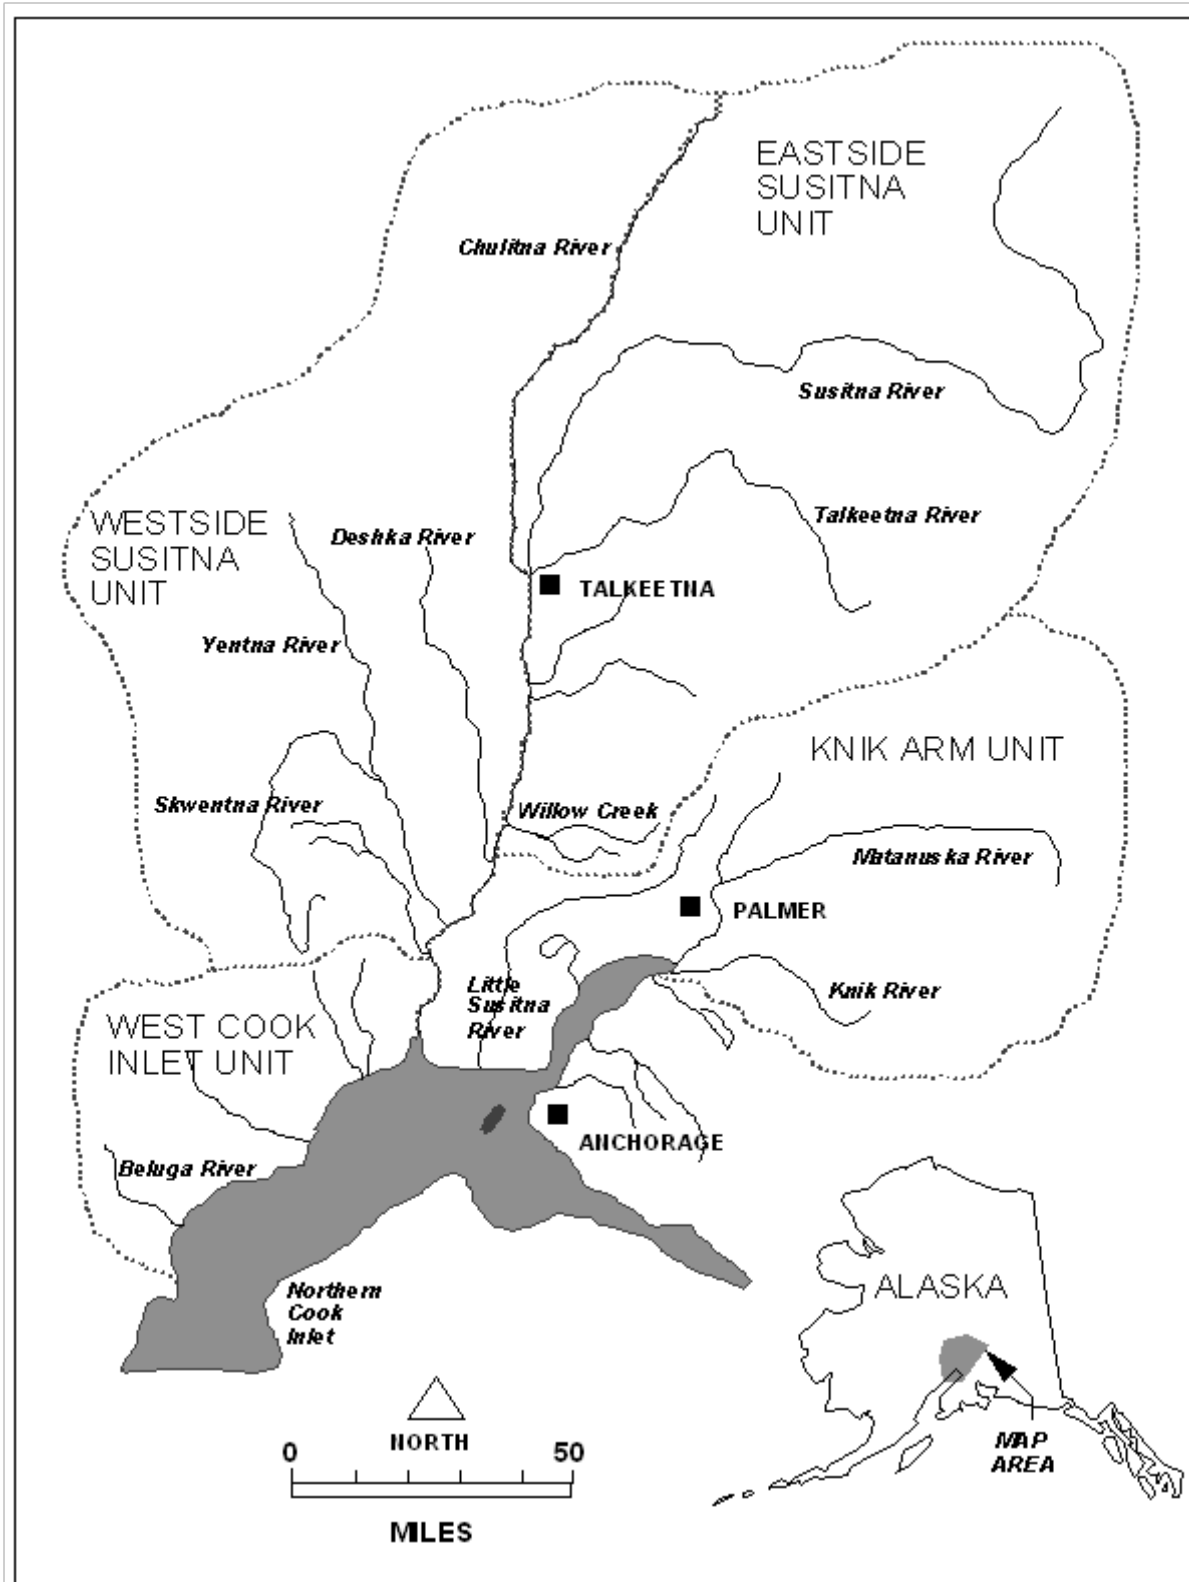 EASTSIDE
SUSITNA
UNIT
Chulitna River
Susitna River
WESTSIDE
SUSITNA
UNIT
Deshka River
Talkeetna River
TALKEETNA
Yentna River
KNIK ARM UNIT
Skwentna River
Willow Creek
Matanuska River
PALMER
Little
Susitna
River
Knik River
WEST COOK
INLET UNIT
ANCHORAGE
Beluga River
Northern
Cook
Inlet
ALASKA
MAP
AREA
NORTH
0 50
MILES